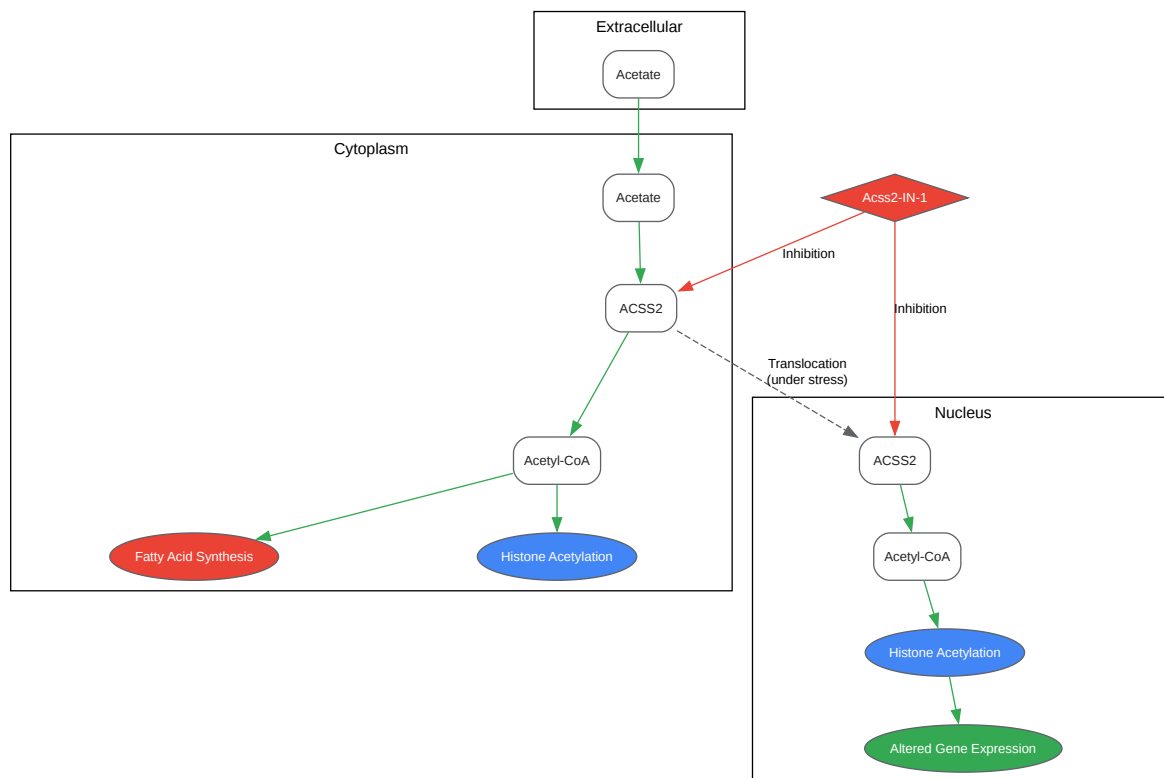 Extracellular
Acetate
Cytoplasm
Acetate
Acss2-IN-1
Inhibition
ACSS2
Inhibition
Translocation
(under stress)
Nucleus
Acetyl-CoA
ACSS2
Fatty Acid Synthesis
Histone Acetylation
Acetyl-CoA
Histone Acetylation
Altered Gene Expression